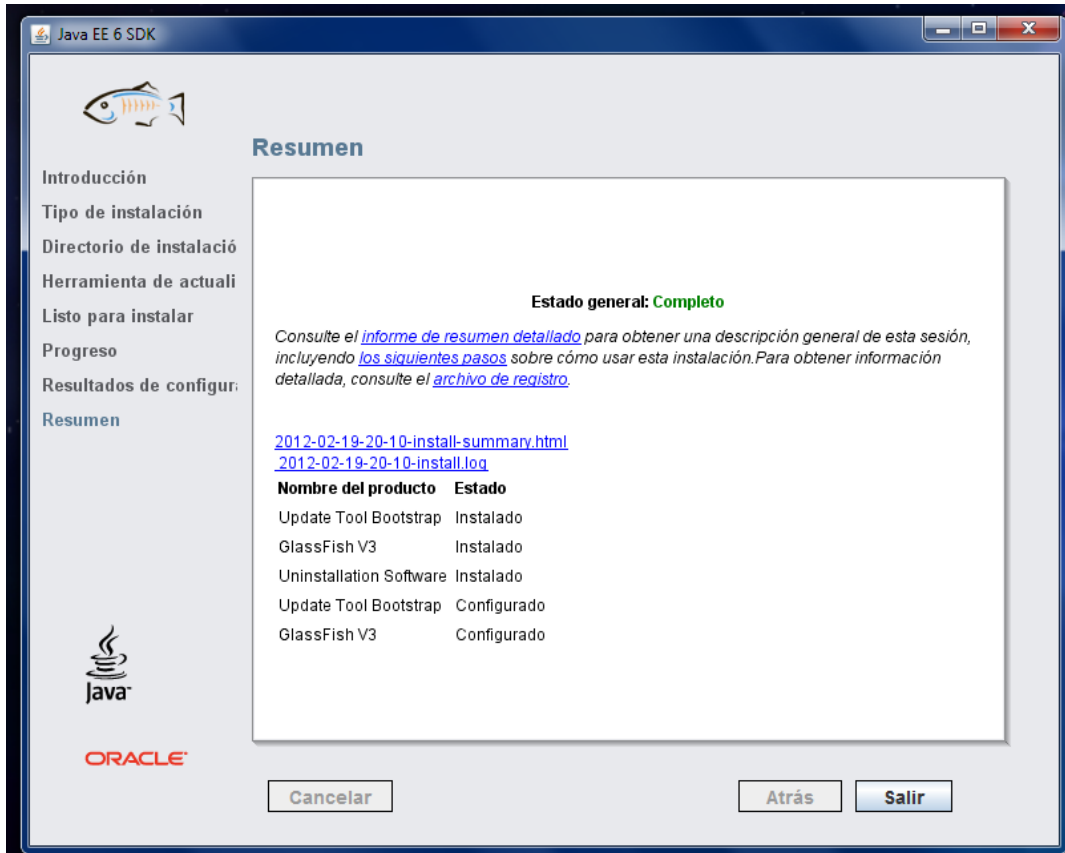 Java EE 6 SDK
Resumen
Introducción
Tipo de instalación
Directorio de instalació
Herramienta de actuali
Listo para instalar
Progreso
Resultados de configura
Resumen
Estado general: Completo
Consulte el informe de resumen detallado para obtener una descripción general de esta sesión,
incluyendo los siguientes pasos sobre cómo usar esta instalación.Para obtener información
detallada, consulte el archivo de registro.
2012-02-19-20-10-install-summary.html
2012-02-19-20-10-install.log
Nombre del producto Estado
Update Tool Bootstrap Instalado
GlassFish V3 Instalado
Uninstallation Software Instalado
Update Tool Bootstrap Configurado
GlassFish V3 Configurado
Java
ORACLE
Cancelar
Atrás
Salir